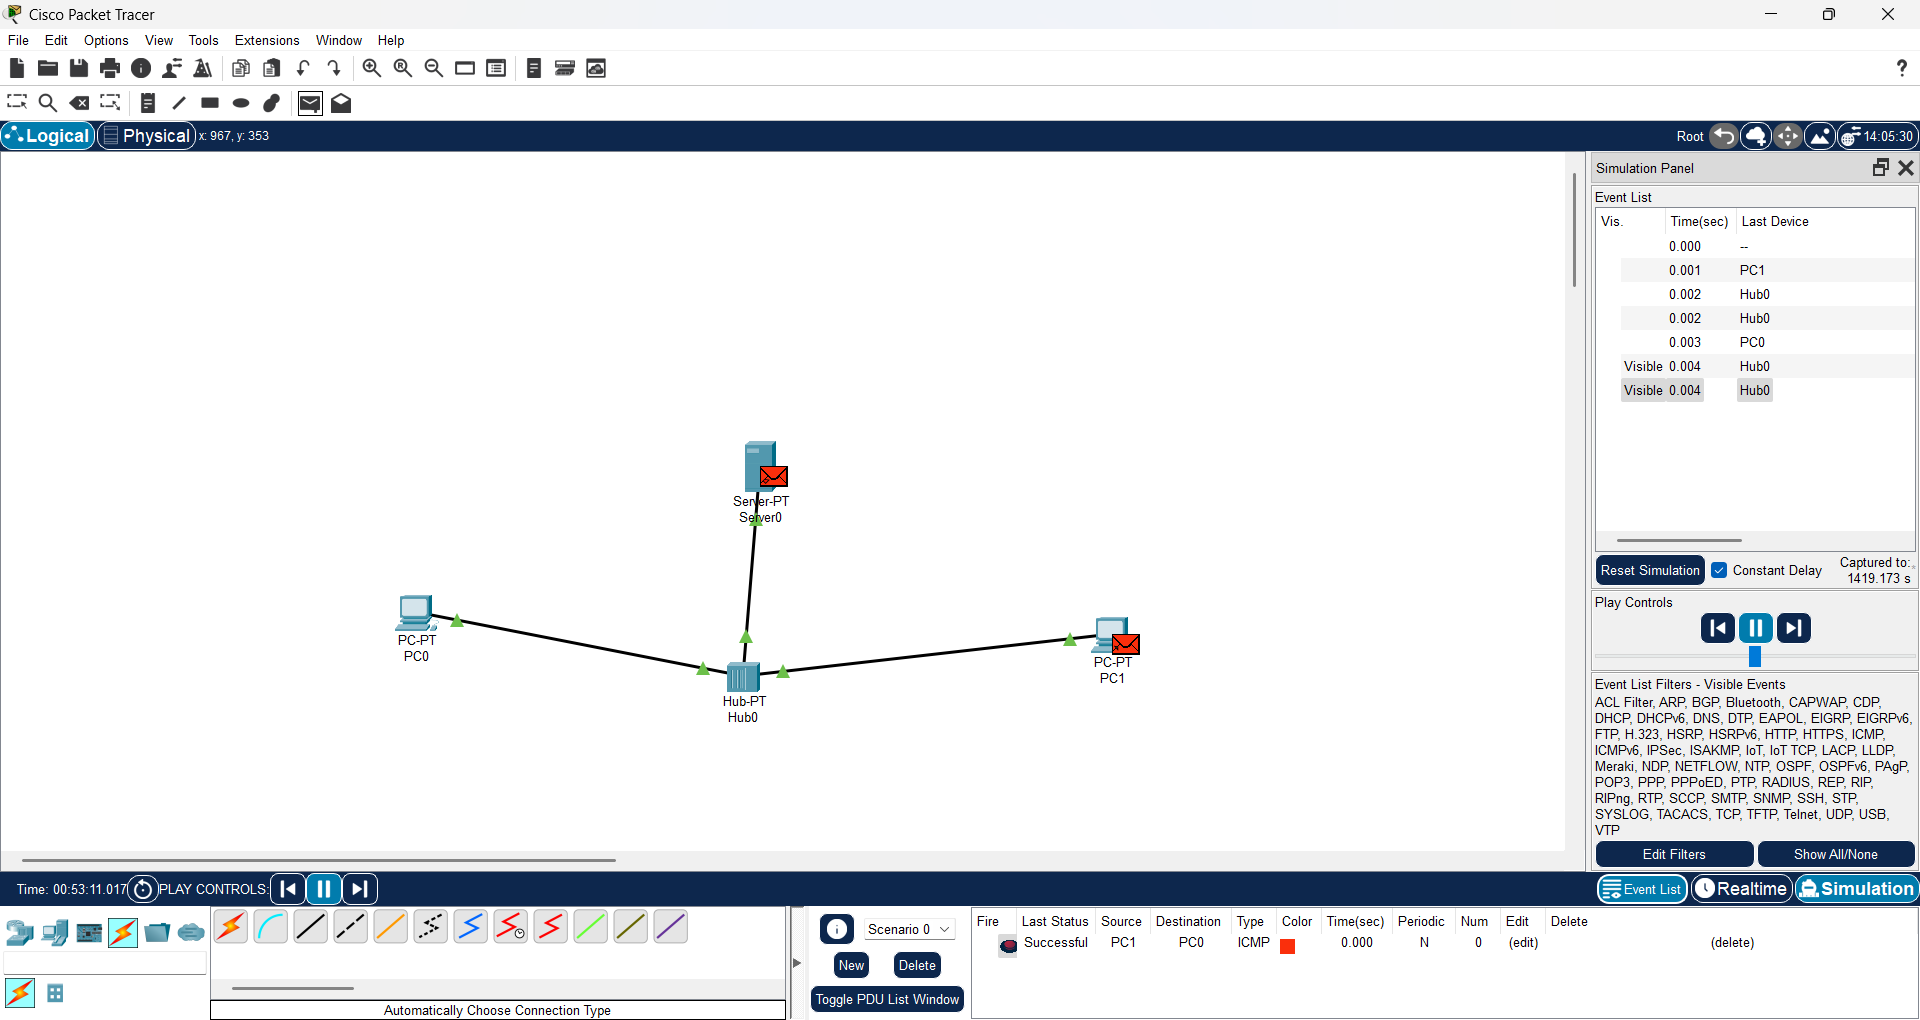 Cisco Packet Tracer
File Edit Options View Tools Extensions Window Help
?
Logical Physical x: 967, y: 353 Root 14:05:30
Simulation Panel
Event List
Vis. Time(sec) Last Device
0.000 --
0.001 PC1
0.002 Hub0
0.002 Hub0
0.003 PC0
Visible 0.004 Hub0
Visible 0.004 Hub0
Reset Simulation Constant Delay Captured to:
1419.173 s
Play Controls
Event List Filters - Visible Events
ACL Filter, ARP, BGP, Bluetooth, CAPWAP, CDP,
DHCP, DHCPv6, DNS, DTP, EAPOL, EIGRP, EIGRPv6,
FTP, H.323, HSRP, HSRPv6, HTTP, HTTPS, ICMP,
ICMPv6, IPSec, ISAKMP, IoT, IoT TCP, LACP, LLDP,
Meraki, NDP, NETFLOW, NTP, OSPF, OSPFv6, PAgP,
POP3, PPP, PPPoED, PTP, RADIUS, REP, RIP,
RIPng, RTP, SCCP, SMTP, SNMP, SSH, STP,
SYSLOG, TACACS, TCP, TFTP, Telnet, UDP, USB,
VTP
Edit Filters Show All/None
Server-PT
Server0
PC-PT
PC0
Hub-PT
Hub0
PC-PT
PC1
Time: 00:53:11.017 PLAY CONTROLS: Event List Realtime Simulation
Automatically Choose Connection Type
Scenario 0
New Delete
Toggle PDU List Window
Fire Last Status Source Destination Type Color Time(sec) Periodic Num Edit Delete
Successful PC1 PC0 ICMP 0.000 N 0 (edit) (delete)